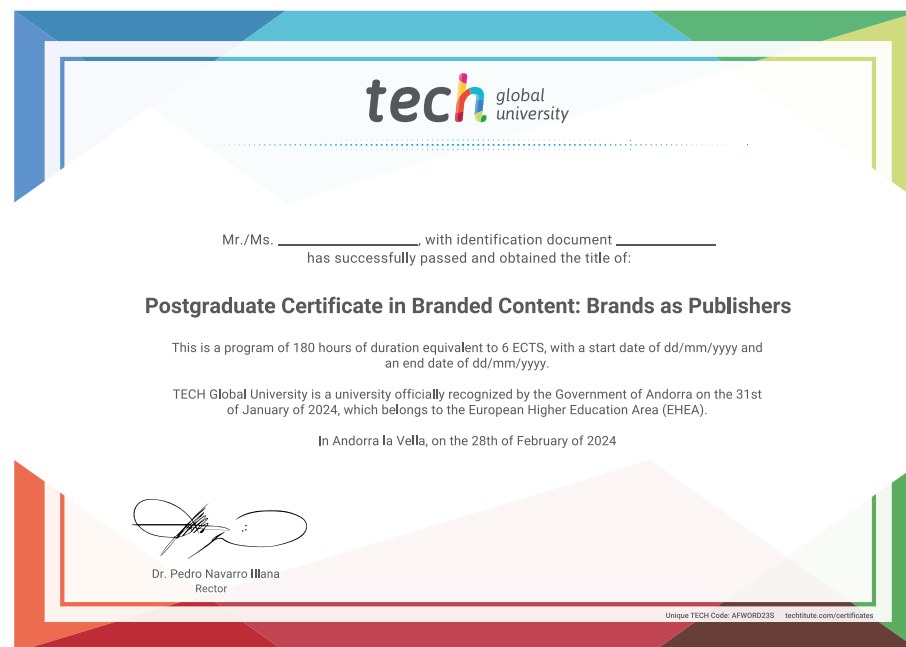 tech global university
Mr./Ms. ____________________, with identification document ______________
has successfully passed and obtained the title of:
Postgraduate Certificate in Branded Content: Brands as Publishers
This is a program of 180 hours of duration equivalent to 6 ECTS, with a start date of dd/mm/yyyy and
an end date of dd/mm/yyyy.
TECH Global University is a university officially recognized by the Government of Andorra on the 31st
of January of 2024, which belongs to the European Higher Education Area (EHEA).
In Andorra la Vella, on the 28th of February of 2024
Dr. Pedro Navarro Illana
Rector
Unique TECH Code: AFWORD23S techtitute.com/certificates